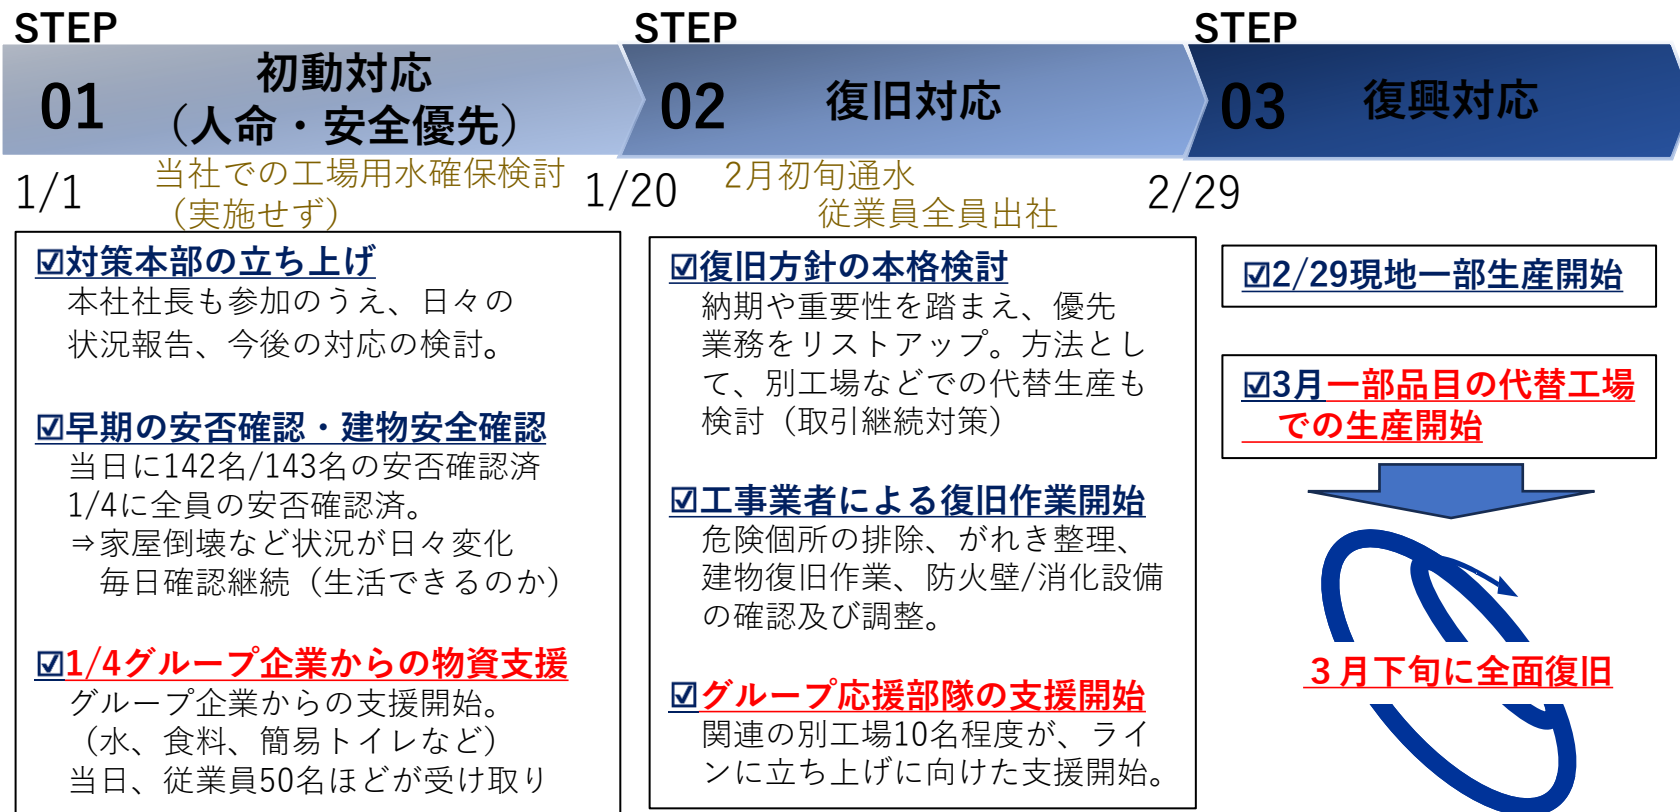 STEP
01
初動対応
（人命・安全優先）
STEP
02
復旧対応
STEP
03
復興対応
1/1
当社での工場用水確保検討
（実施せず）
1/20
2月初旬通水
従業員全員出社
2/29
☑対策本部の立ち上げ
本社社長も参加のうえ、日々の
状況報告、今後の対応の検討。
☑早期の安否確認・建物安全確認
当日に142名/143名の安否確認済
1/4に全員の安否確認済。
⇒家屋倒壊など状況が日々変化
毎日確認継続（生活できるのか）
☑1/4グループ企業からの物資支援
グループ企業からの支援開始。
（水、食料、簡易トイレなど）
当日、従業員50名ほどが受け取り
☑復旧方針の本格検討
納期や重要性を踏まえ、優先
業務をリストアップ。方法とし
て、別工場などでの代替生産も
検討（取引継続対策）
☑工事業者による復旧作業開始
危険個所の排除、がれき整理、
建物復旧作業、防火壁/消化設備
の確認及び調整。
☑グループ応援部隊の支援開始
関連の別工場10名程度が、ライ
ンに立ち上げに向けた支援開始。
☑2/29現地一部生産開始
☑3月一部品目の代替工場
での生産開始
３月下旬に全面復旧